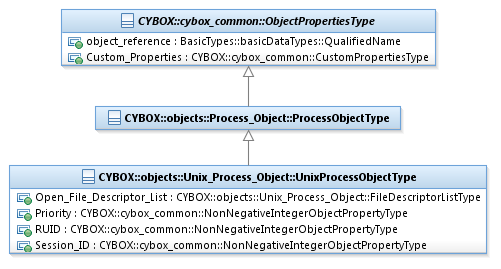 CYBOX::cybox_common::ObjectPropertiesType
object_reference : BasicTypes::basicDataTypes::QualifiedName
Custom_Properties : CYBOX::cybox_common::CustomPropertiesType
CYBOX::objects::Process_Object::ProcessObjectType
CYBOX::objects::Unix_Process_Object::UnixProcessObjectType
Open_File_Descriptor_List : CYBOX::objects::Unix_Process_Object::FileDescriptorListType
Priority : CYBOX::cybox_common::NonNegativeIntegerObjectPropertyType
RUID : CYBOX::cybox_common::NonNegativeIntegerObjectPropertyType
Session_ID : CYBOX::cybox_common::NonNegativeIntegerObjectPropertyType